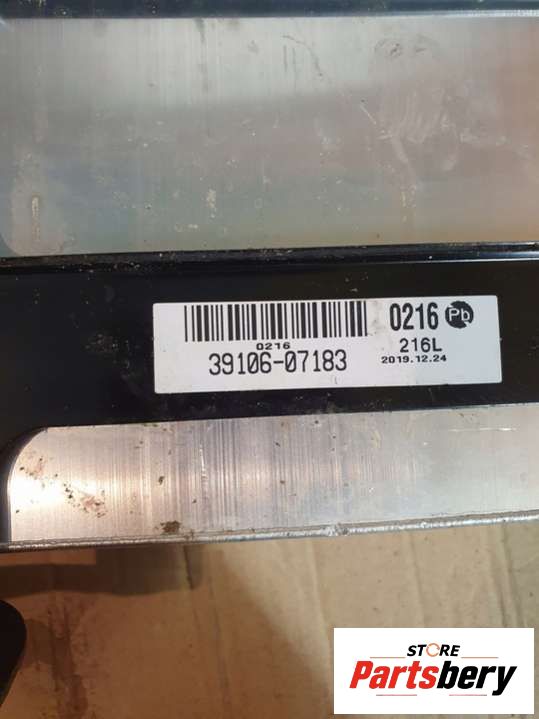 0216 Pb
216L
0216
39106-07183
2019.12.24
STORE
Partsbery